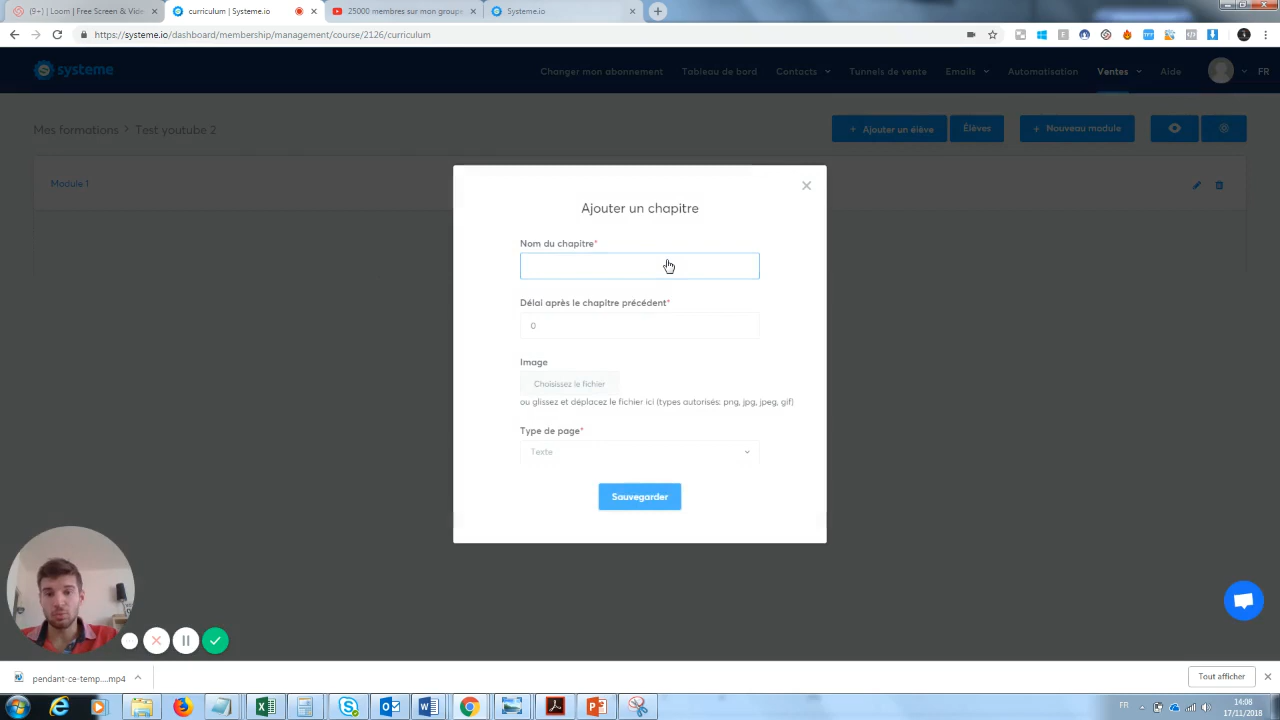 (9+) | Loom | Free Screen & Vide
curriculum | Systeme.io
25000 membres sur mon groupe
Systeme.io
https://systeme.io/dashboard/membership/management/course/2126/curriculum
systeme
Changer mon abonnement
Tableau de bord
Contacts
Tunnels de vente
Emails
Automatisation
Ventes
Aide
FR
Mes formations > Test youtube 2
+ Ajouter un élève
Élèves
+ Nouveau module
Module 1
Ajouter un chapitre
Nom du chapitre*
Délai après le chapitre précédent*
0
Image
Choisissez le fichier
ou glissez et déplacez le fichier ici (types autorisés: png, jpg, jpeg, gif)
Type de page*
Texte
Sauvegarder
pendant-ce-temp....mp4
Tout afficher
FR
14:08
17/11/2018